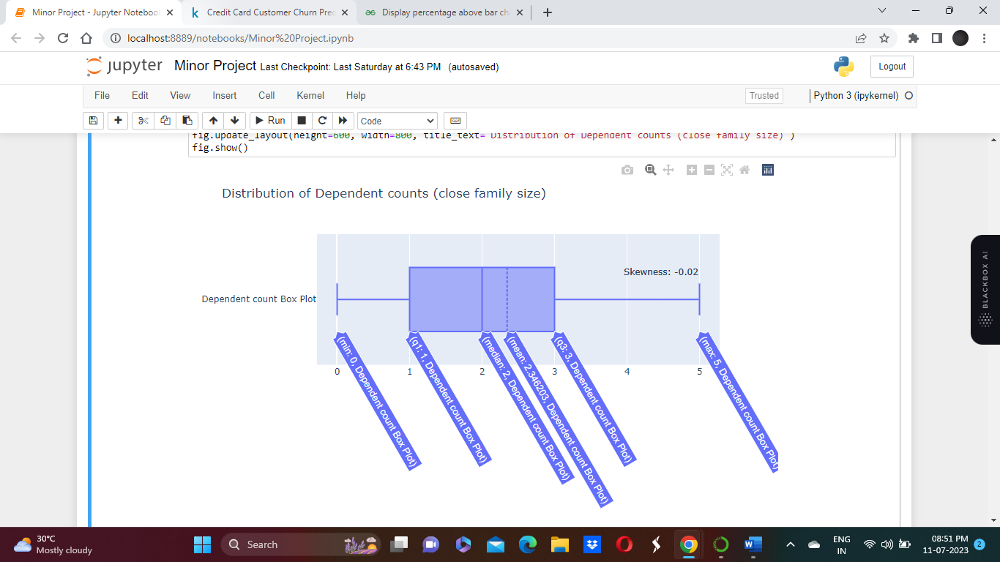 Minor Project - Jupyter Noteboo
Credit Card Customer Churn Pre
Display percentage above bar ch
localhost:8889/notebooks/Minor%20Project.ipynb
jupyter Minor Project Last Checkpoint: Last Saturday at 6:43 PM (autosaved)
Logout
File Edit View Insert Cell Kernel Help
Trusted
Python 3 (ipykernel)
Run
Code
fig.update_layout(height=600, width=800, title_text="Distribution of Dependent counts (close family size)")
fig.show()
Distribution of Dependent counts (close family size)
Skewness: -0.02
Dependent count Box Plot
(min: 0, Dependent count Box Plot)
(q1: 1, Dependent count Box Plot)
(median: 2, Dependent count Box Plot)
(mean: 2.346203, Dependent count Box Plot)
(q3: 3, Dependent count Box Plot)
(max: 5, Dependent count Box Plot)
0 1 2 3 4 5
BLACKBOX AI
30°C
Mostly cloudy
Search
ENG
IN
08:51 PM
11-07-2023
2